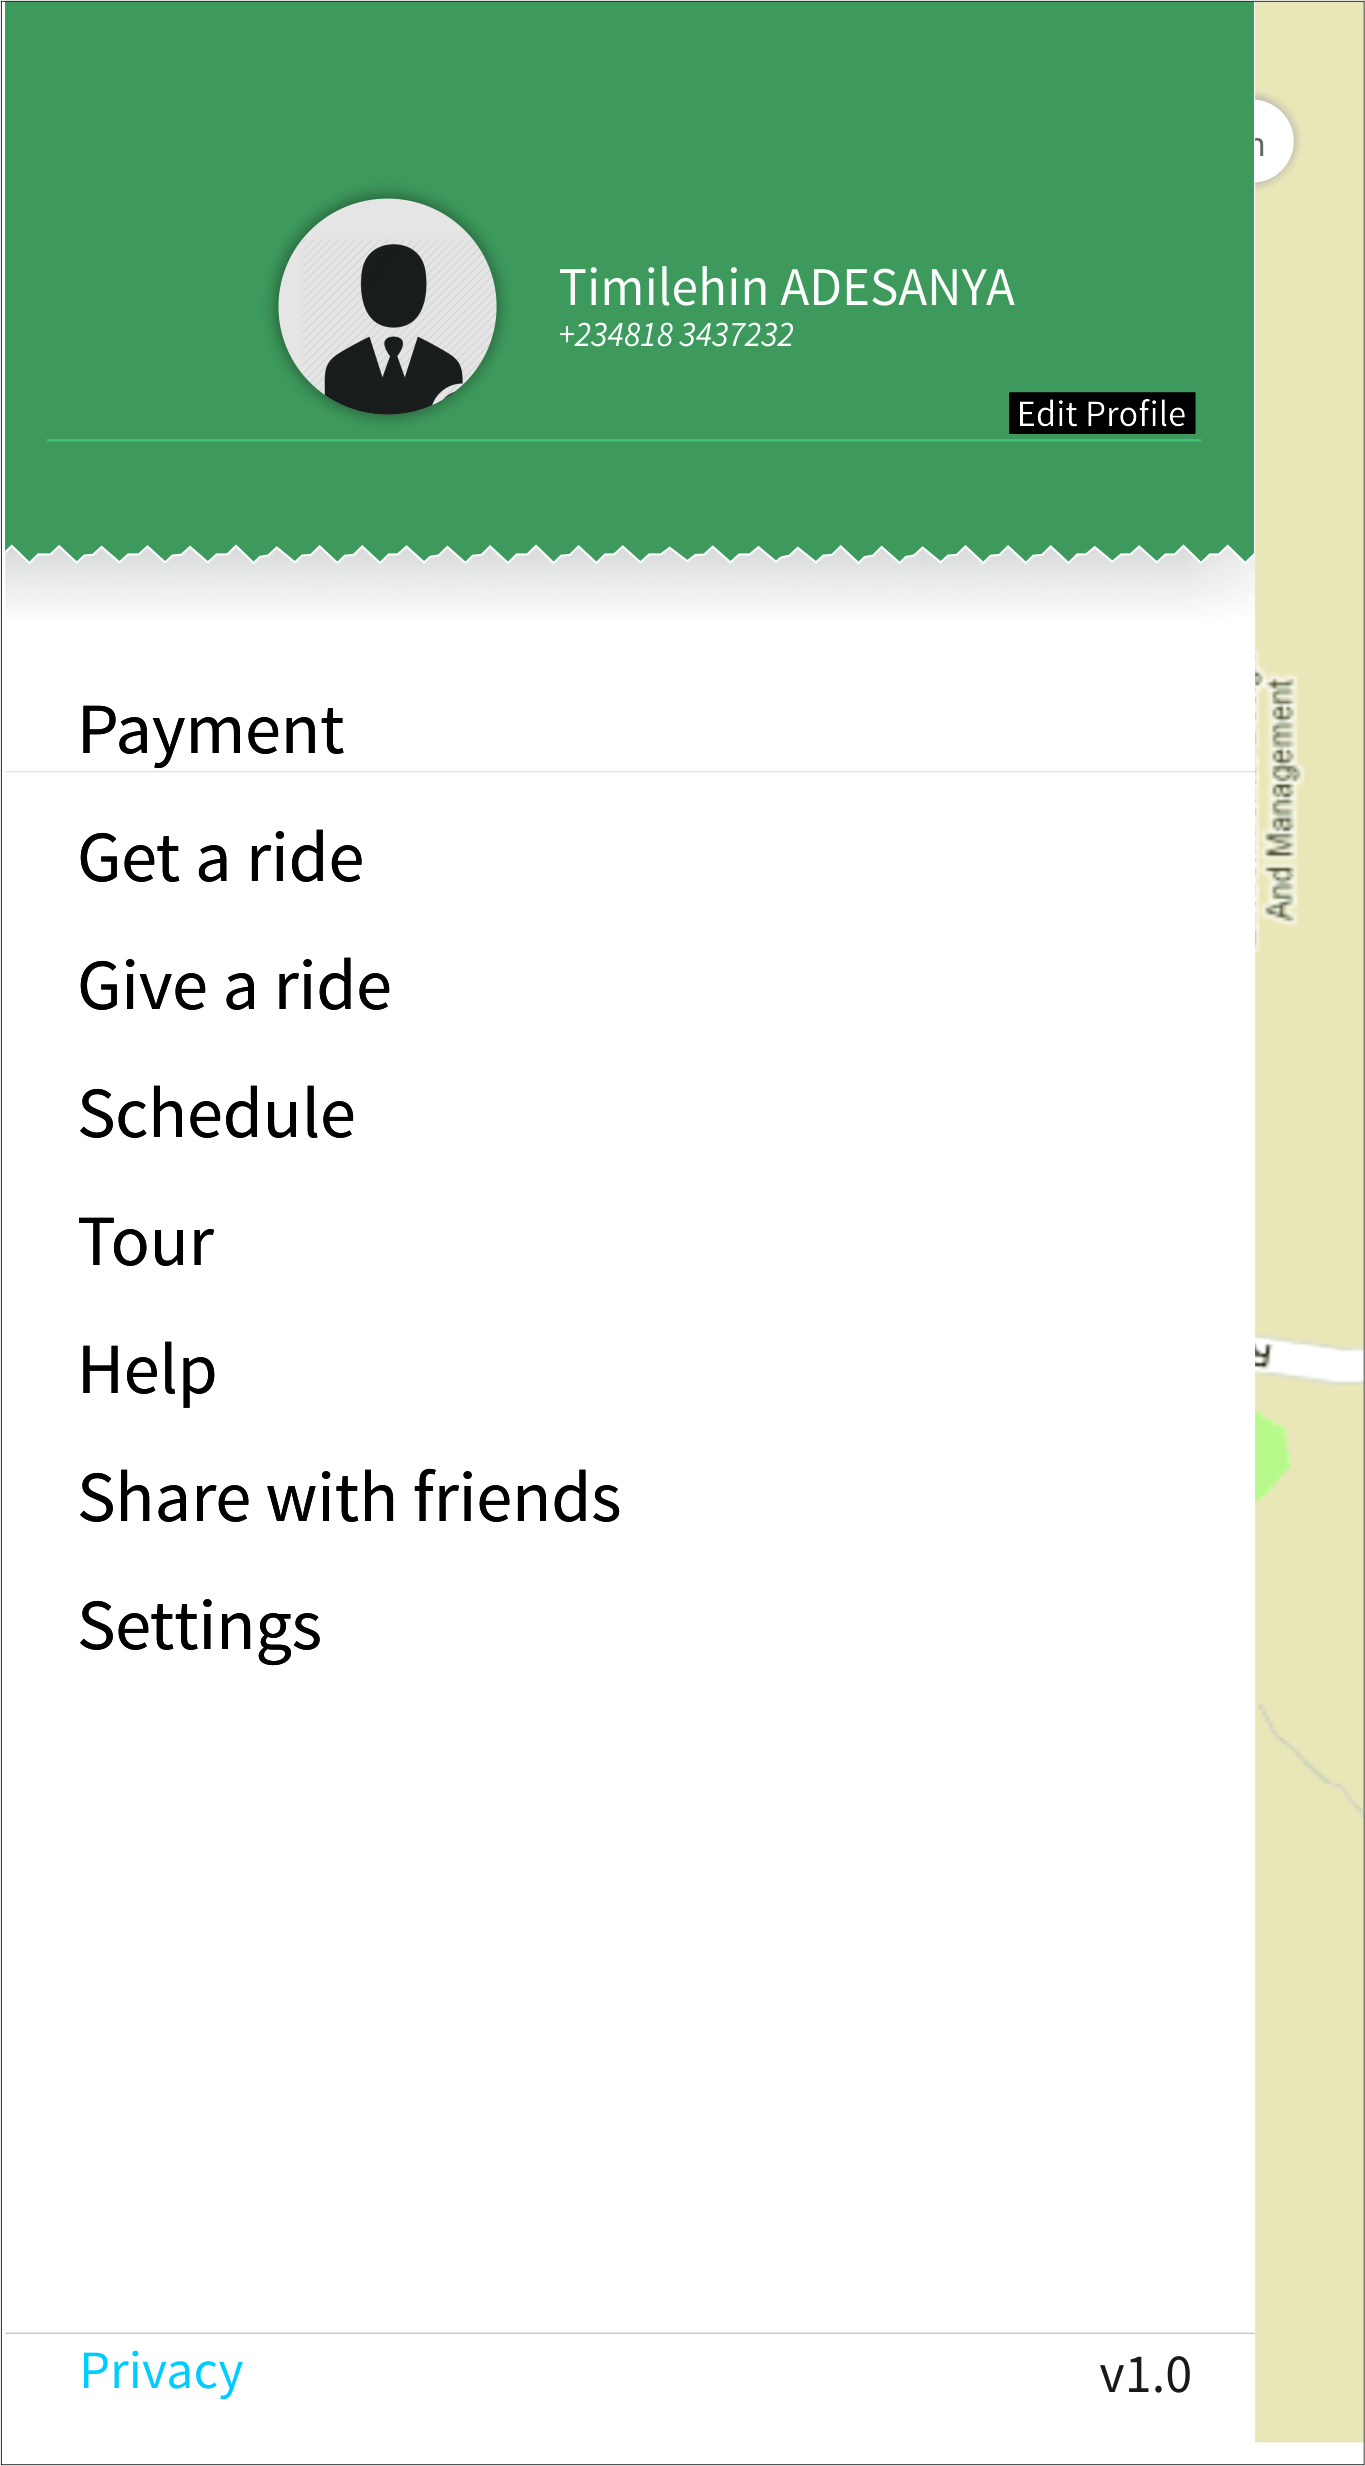 Timilehin ADESANYA
+234818 3437232
Edit Profile
Payment
Get a ride
Give a ride
Schedule
Tour
Help
Share with friends
Settings
And Management
Privacy
v1.0